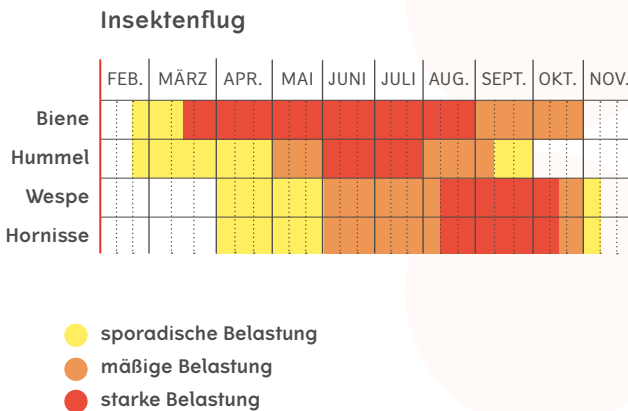 Insektenflug
FEB. MÄRZ APR. MAI JUNI JULI AUG. SEPT. OKT. NOV.
Biene
Hummel
Wespe
Hornisse
sporadische Belastung
mäßige Belastung
starke Belastung